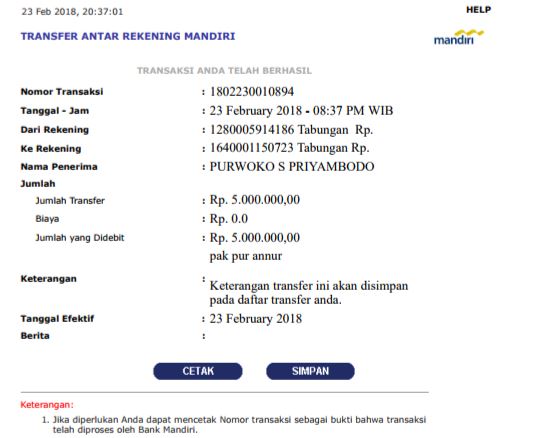 23 Feb 2018, 20:37:01
HELP
TRANSFER ANTAR REKENING MANDIRI
mandiri
TRANSAKSI ANDA TELAH BERHASIL
Nomor Transaksi : 1802230010894
Tanggal - Jam : 23 February 2018 - 08:37 PM WIB
Dari Rekening : 1280005914186 Tabungan Rp.
Ke Rekening : 1640001150723 Tabungan Rp.
Nama Penerima : PURWOKO S PRIYAMBODO
Jumlah
Jumlah Transfer : Rp. 5.000.000,00
Biaya : Rp. 0.0
Jumlah yang Didebit : Rp. 5.000.000,00
pak pur annur
Keterangan : Keterangan transfer ini akan disimpan
pada daftar transfer anda.
Tanggal Efektif : 23 February 2018
Berita :
CETAK SIMPAN
Keterangan:
1. Jika diperlukan Anda dapat mencetak Nomor transaksi sebagai bukti bahwa transaksi
telah diproses oleh Bank Mandiri.